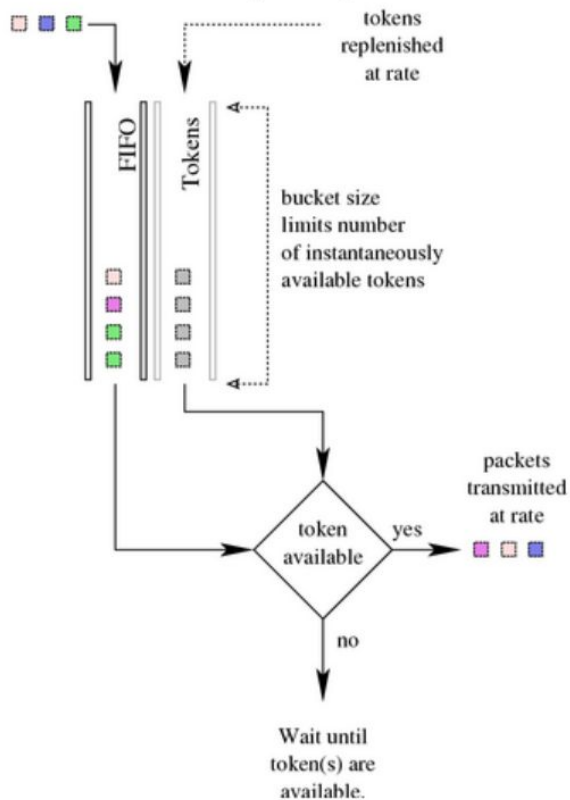 tokens
replenished
at rate
FIFO
Tokens
bucket size
limits number
of instantaneously
available tokens
token
available
yes
packets
transmitted
at rate
no
Wait until
token(s) are
available.